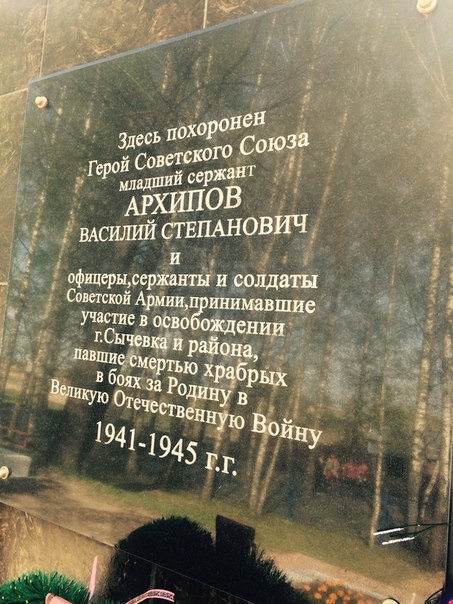 Здесь похоронен
Герой Советского Союза
младший сержант
АРХИПОВ
ВАСИЛИЙ СТЕПАНОВИЧ
и
офицеры,сержанты и солдаты
Советской Армии,принимавшие
участие в освобождении
г.Сычевка и района,
павшие смертью храбрых
в боях за Родину в
Великую Отечественную Войну
1941-1945 г.г.